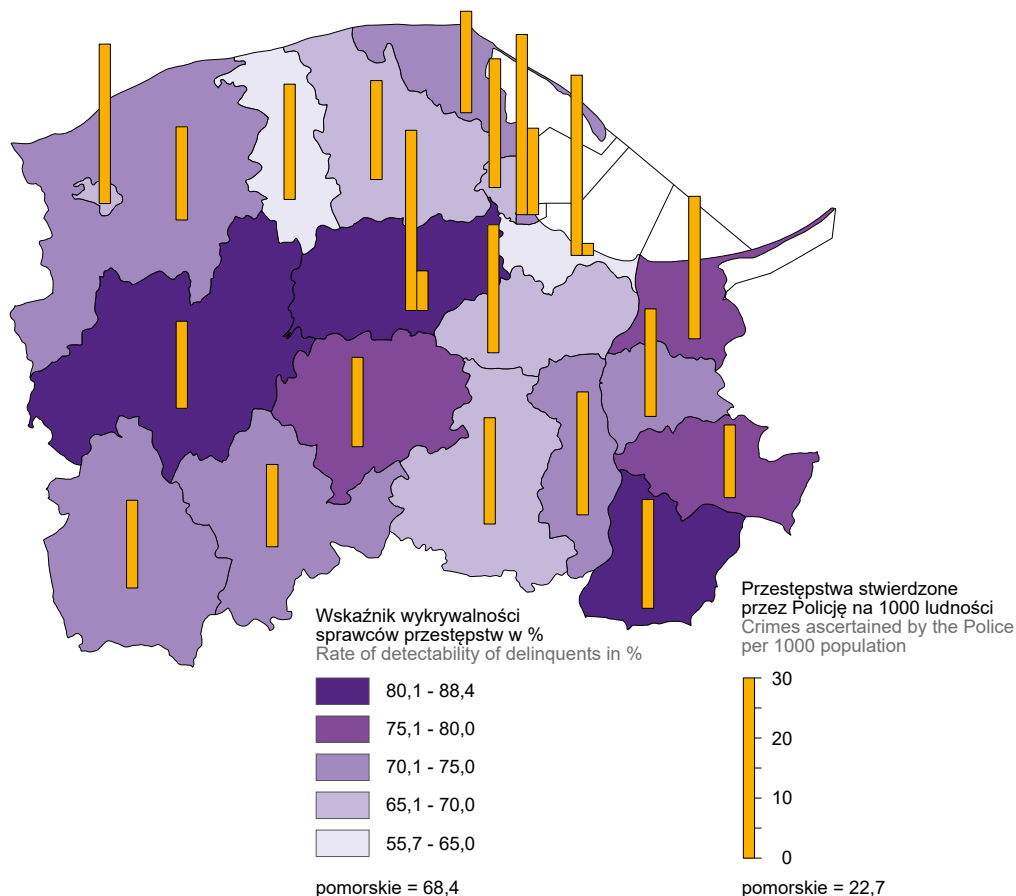 Wskaźnik wykrywalności
sprawców przestępstw w %
Rate of detectability of delinquents in %
80,1 - 88,4
75,1 - 80,0
70,1 - 75,0
65,1 - 70,0
55,7 - 65,0
pomorskie = 68,4
Przestępstwa stwierdzone
przez Policję na 1000 ludności
Crimes ascertained by the Police
per 1000 population
30
20
10
0
pomorskie = 22,7